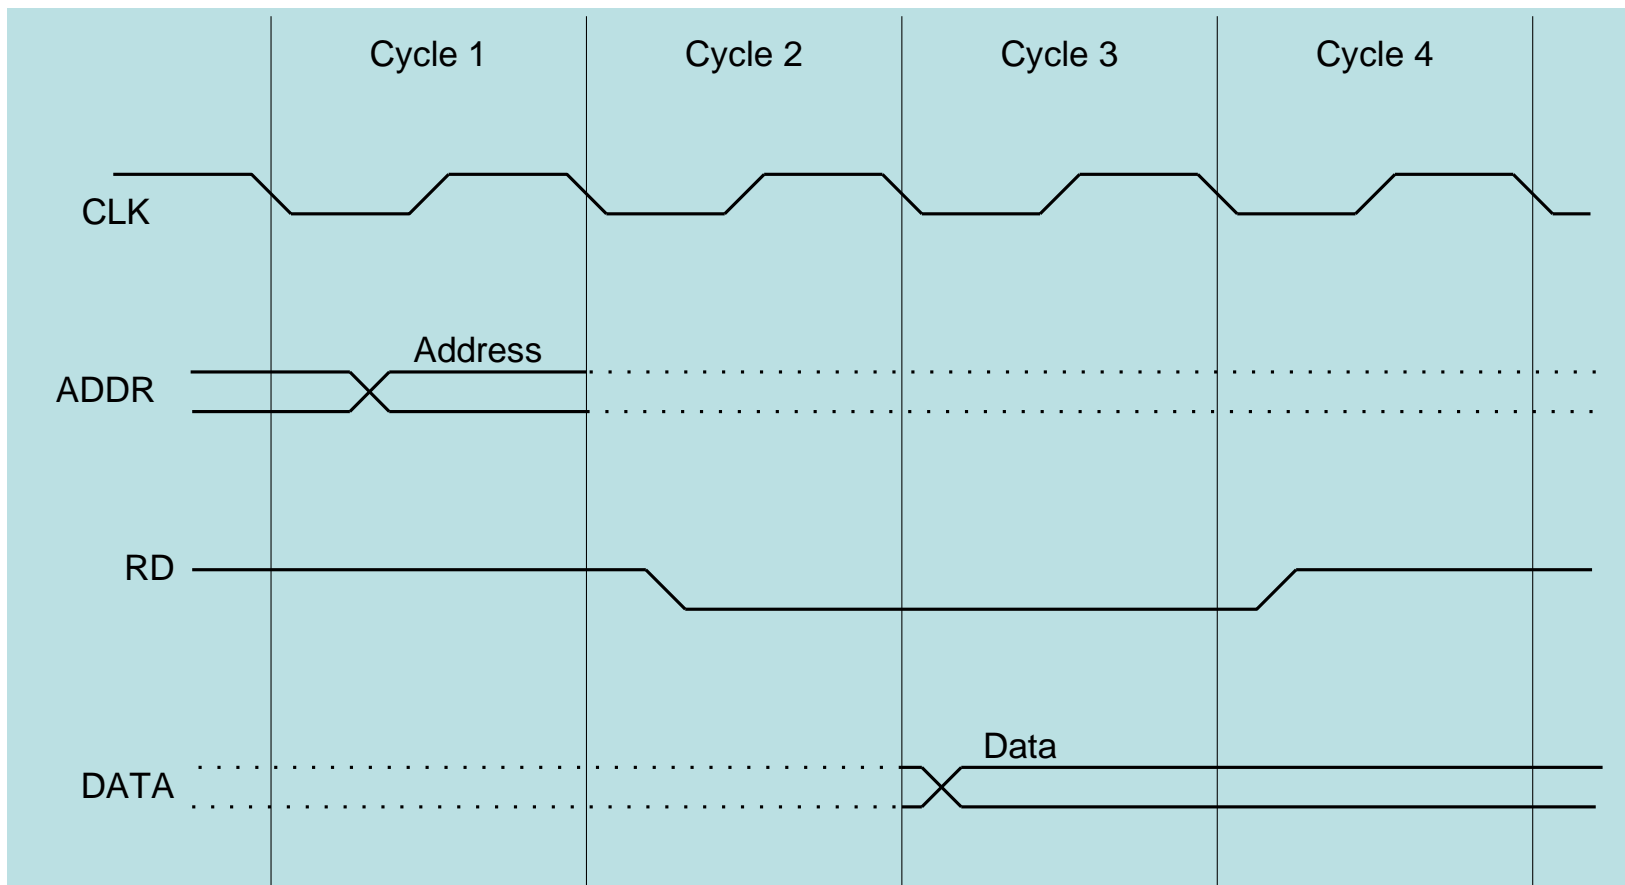 Cycle 1 Cycle 2 Cycle 3 Cycle 4
CLK
Address
ADDR
RD
Data
DATA